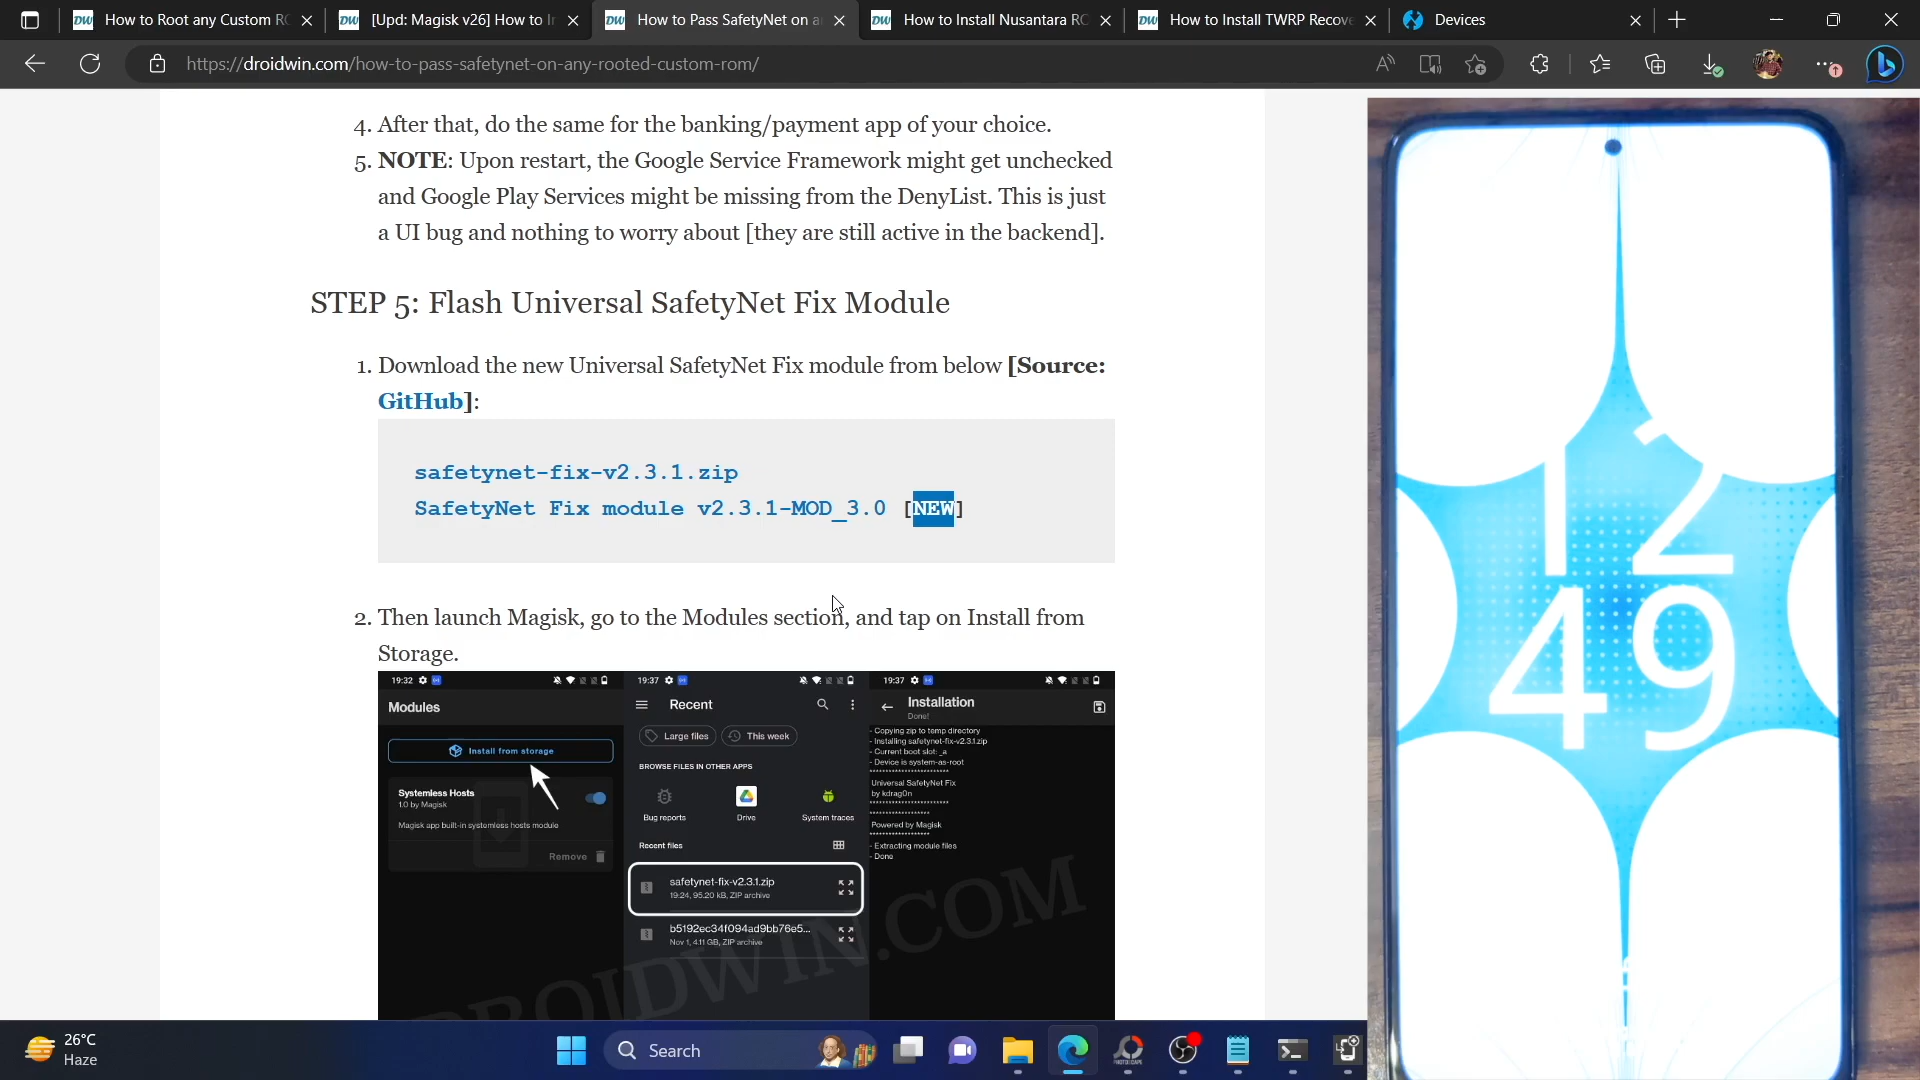 How to Root any Custom RO
[Upd: Magisk v26] How to In
How to Pass SafetyNet on a
How to Install Nusantara RO
How to Install TWRP Recove
Devices
https://droidwin.com/how-to-pass-safetynet-on-any-rooted-custom-rom/
4. After that, do the same for the banking/payment app of your choice.
5. NOTE: Upon restart, the Google Service Framework might get unchecked
and Google Play Services might be missing from the DenyList. This is just
a UI bug and nothing to worry about [they are still active in the backend].
STEP 5: Flash Universal SafetyNet Fix Module
1. Download the new Universal SafetyNet Fix module from below [Source:
GitHub]:
safetynet-fix-v2.3.1.zip
SafetyNet Fix module v2.3.1-MOD_3.0 [NEW]
2. Then launch Magisk, go to the Modules section, and tap on Install from
Storage.
19:32
Modules
Install from storage
Systemless Hosts
1.0 by Magisk
Magisk app built-in systemless hosts module
Remove
19:37
Recent
Large files
This week
BROWSE FILES IN OTHER APPS
Bug reports
Drive
System traces
Recent files
safetynet-fix-v2.3.1.zip
19:24, 95.20 kB, ZIP archive
b5192ec34f094ad9bb76e5...
Nov 1, 4.11 GB, ZIP archive
19:37
Installation
Done!
- Copying zip to temp directory
- Installing safetynet-fix-v2.3.1.zip
- Current boot slot: _a
- Device is system-as-root
*************************
Universal SafetyNet Fix
by kdrag0n
*************************
*******************
Powered by Magisk
*******************
- Extracting module files
- Done
DROIDWIN.COM
12
49
26°C
Haze
Search